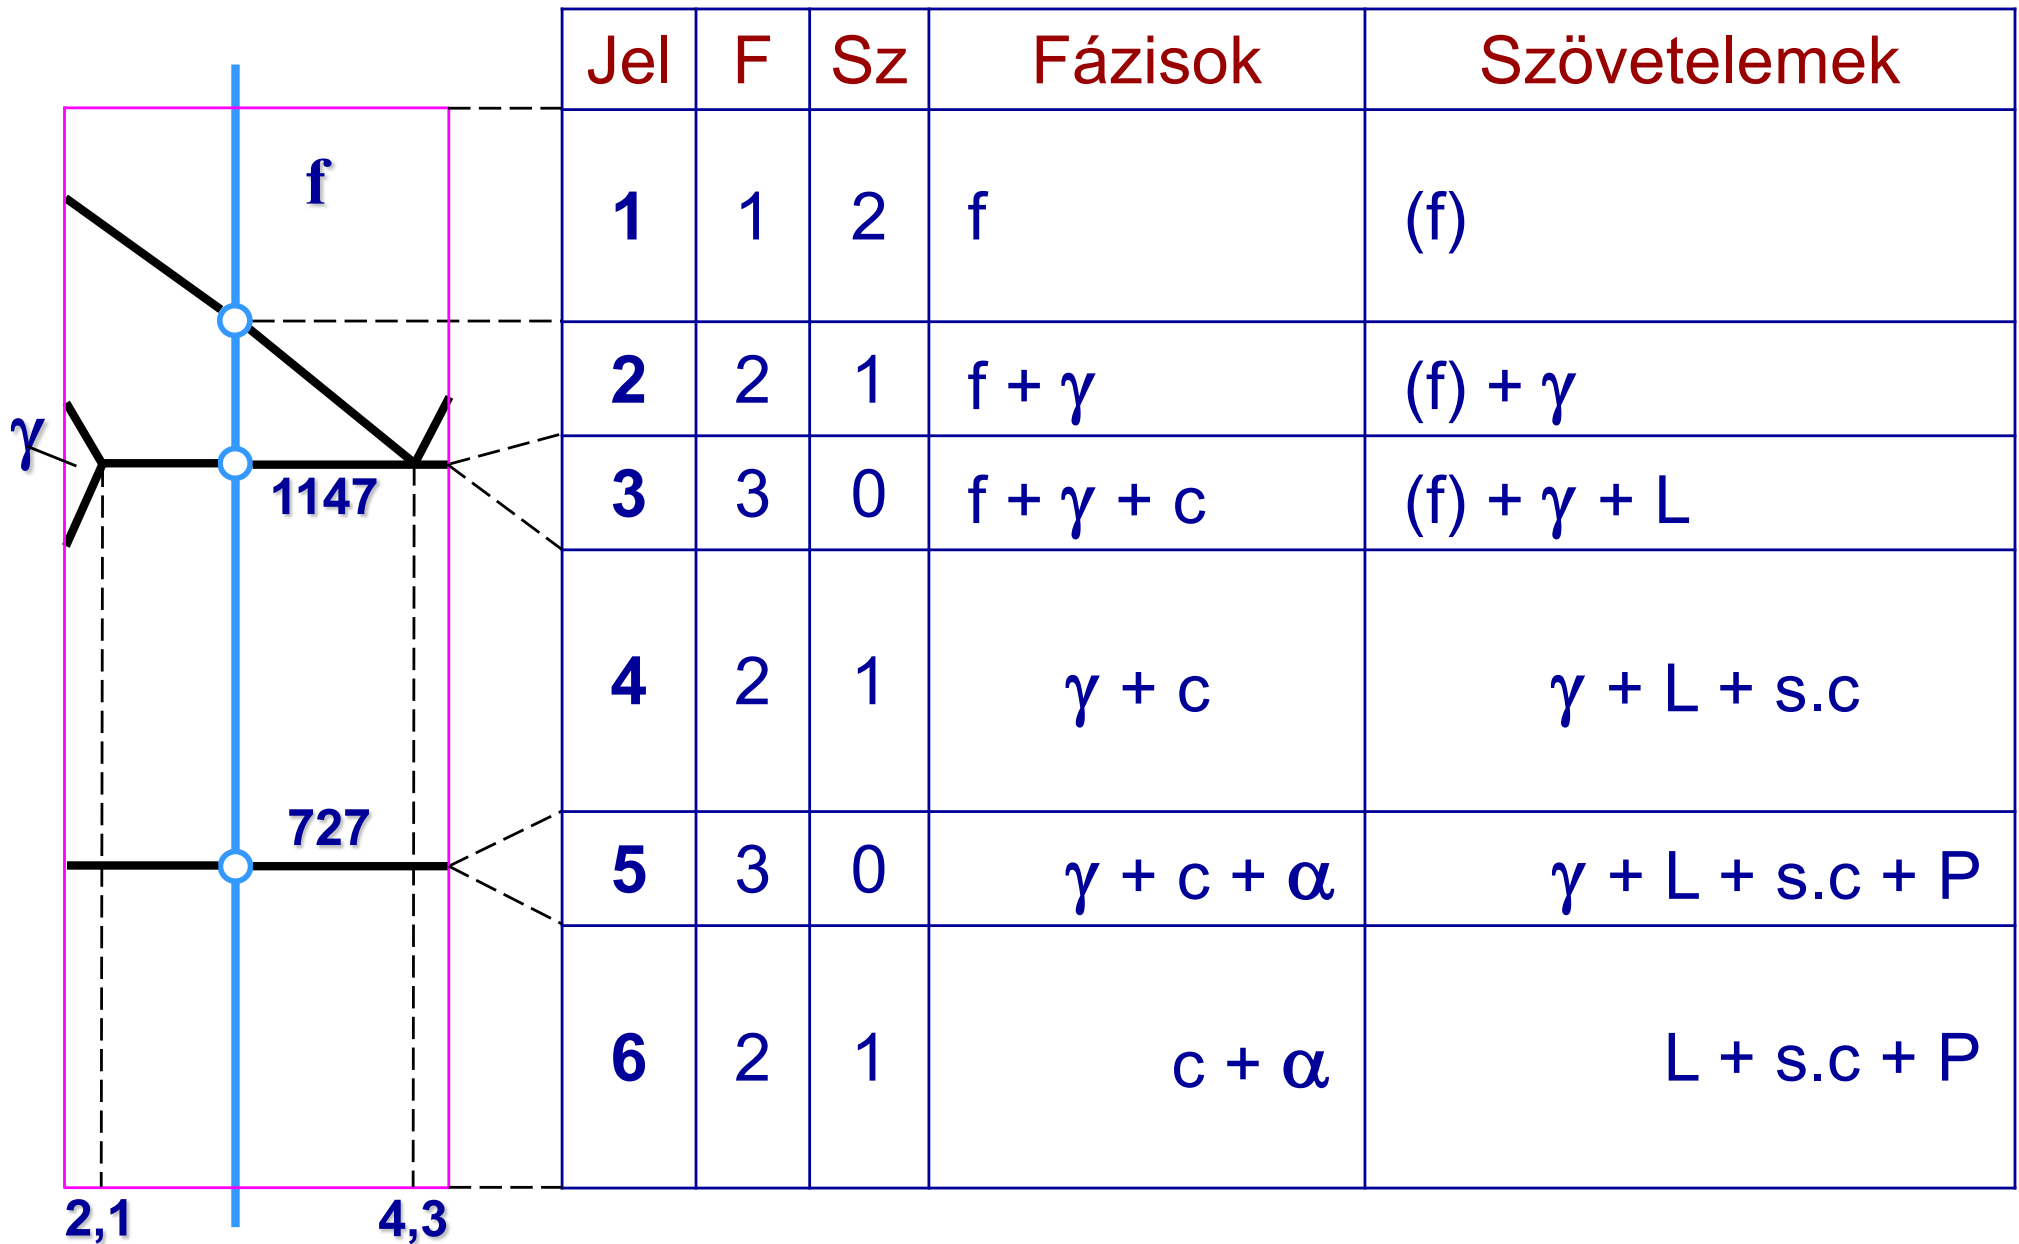 Jel F Sz Fázisok Szövetelemek
f
1 1 2 f (f)
2 2 1 f + γ (f) + γ
γ
1147
3 3 0 f + γ + c (f) + γ + L
4 2 1 γ + c γ + L + s.c
727
5 3 0 γ + c + α γ + L + s.c + P
6 2 1 c + α L + s.c + P
2,1 4,3